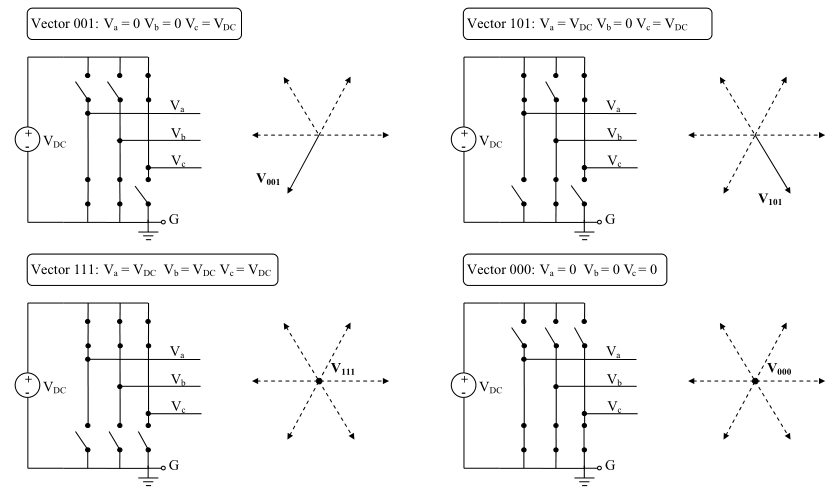 Vector 001: Va = 0 Vb = 0 Vc = VDC
Va
Vb
Vc
+
-
VDC
G
V001
Vector 101: Va = VDC Vb = 0 Vc = VDC
Va
Vb
Vc
+
-
VDC
G
V101
Vector 111: Va = VDC Vb = VDC Vc = VDC
Va
Vb
Vc
+
-
VDC
G
V111
Vector 000: Va = 0 Vb = 0 Vc = 0
Va
Vb
Vc
+
-
VDC
G
V000